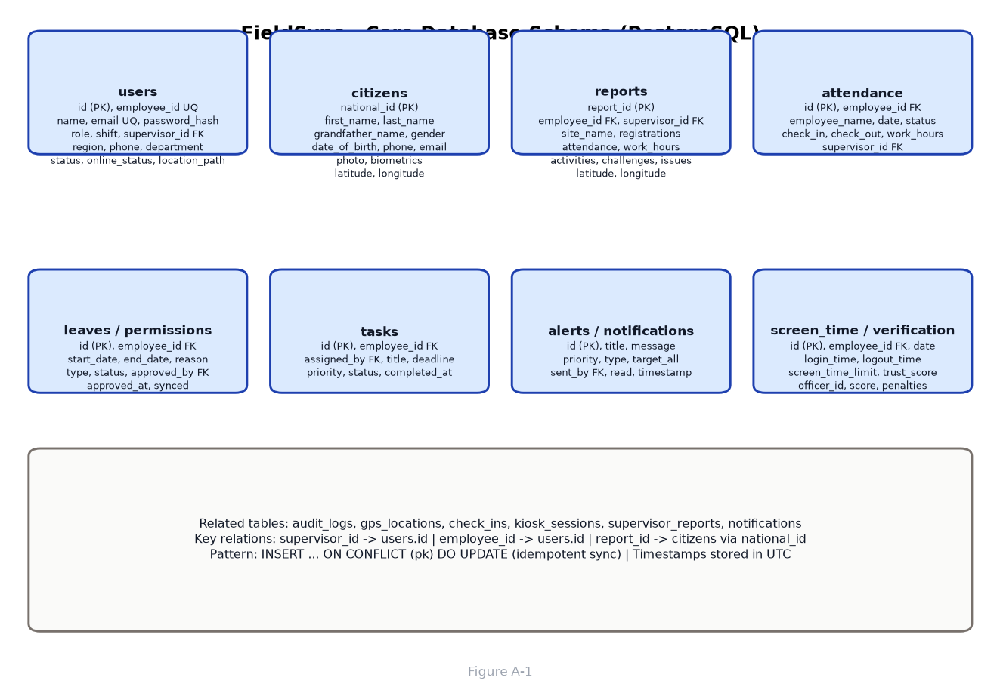 FieldSync - Core Database Schema (PostgreSQL)
users
id (PK), employee_id UQ
name, email UQ, password_hash
role, shift, supervisor_id FK
region, phone, department
status, online_status, location_path
citizens
national_id (PK)
first_name, last_name
grandfather_name, gender
date_of_birth, phone, email
photo, biometrics
latitude, longitude
reports
report_id (PK)
employee_id FK, supervisor_id FK
site_name, registrations
attendance, work_hours
activities, challenges, issues
latitude, longitude
attendance
id (PK), employee_id FK
employee_name, date, status
check_in, check_out, work_hours
supervisor_id FK
leaves / permissions
id (PK), employee_id FK
start_date, end_date, reason
type, status, approved_by FK
approved_at, synced
tasks
id (PK), employee_id FK
assigned_by FK, title, deadline
priority, status, completed_at
alerts / notifications
id (PK), title, message
priority, type, target_all
sent_by FK, read, timestamp
screen_time / verification
id (PK), employee_id FK, date
login_time, logout_time
screen_time_limit, trust_score
officer_id, score, penalties
Related tables: audit_logs, gps_locations, check_ins, kiosk_sessions, supervisor_reports, notifications
Key relations: supervisor_id -> users.id | employee_id -> users.id | report_id -> citizens via national_id
Pattern: INSERT ... ON CONFLICT (pk) DO UPDATE (idempotent sync) | Timestamps stored in UTC
Figure A-1